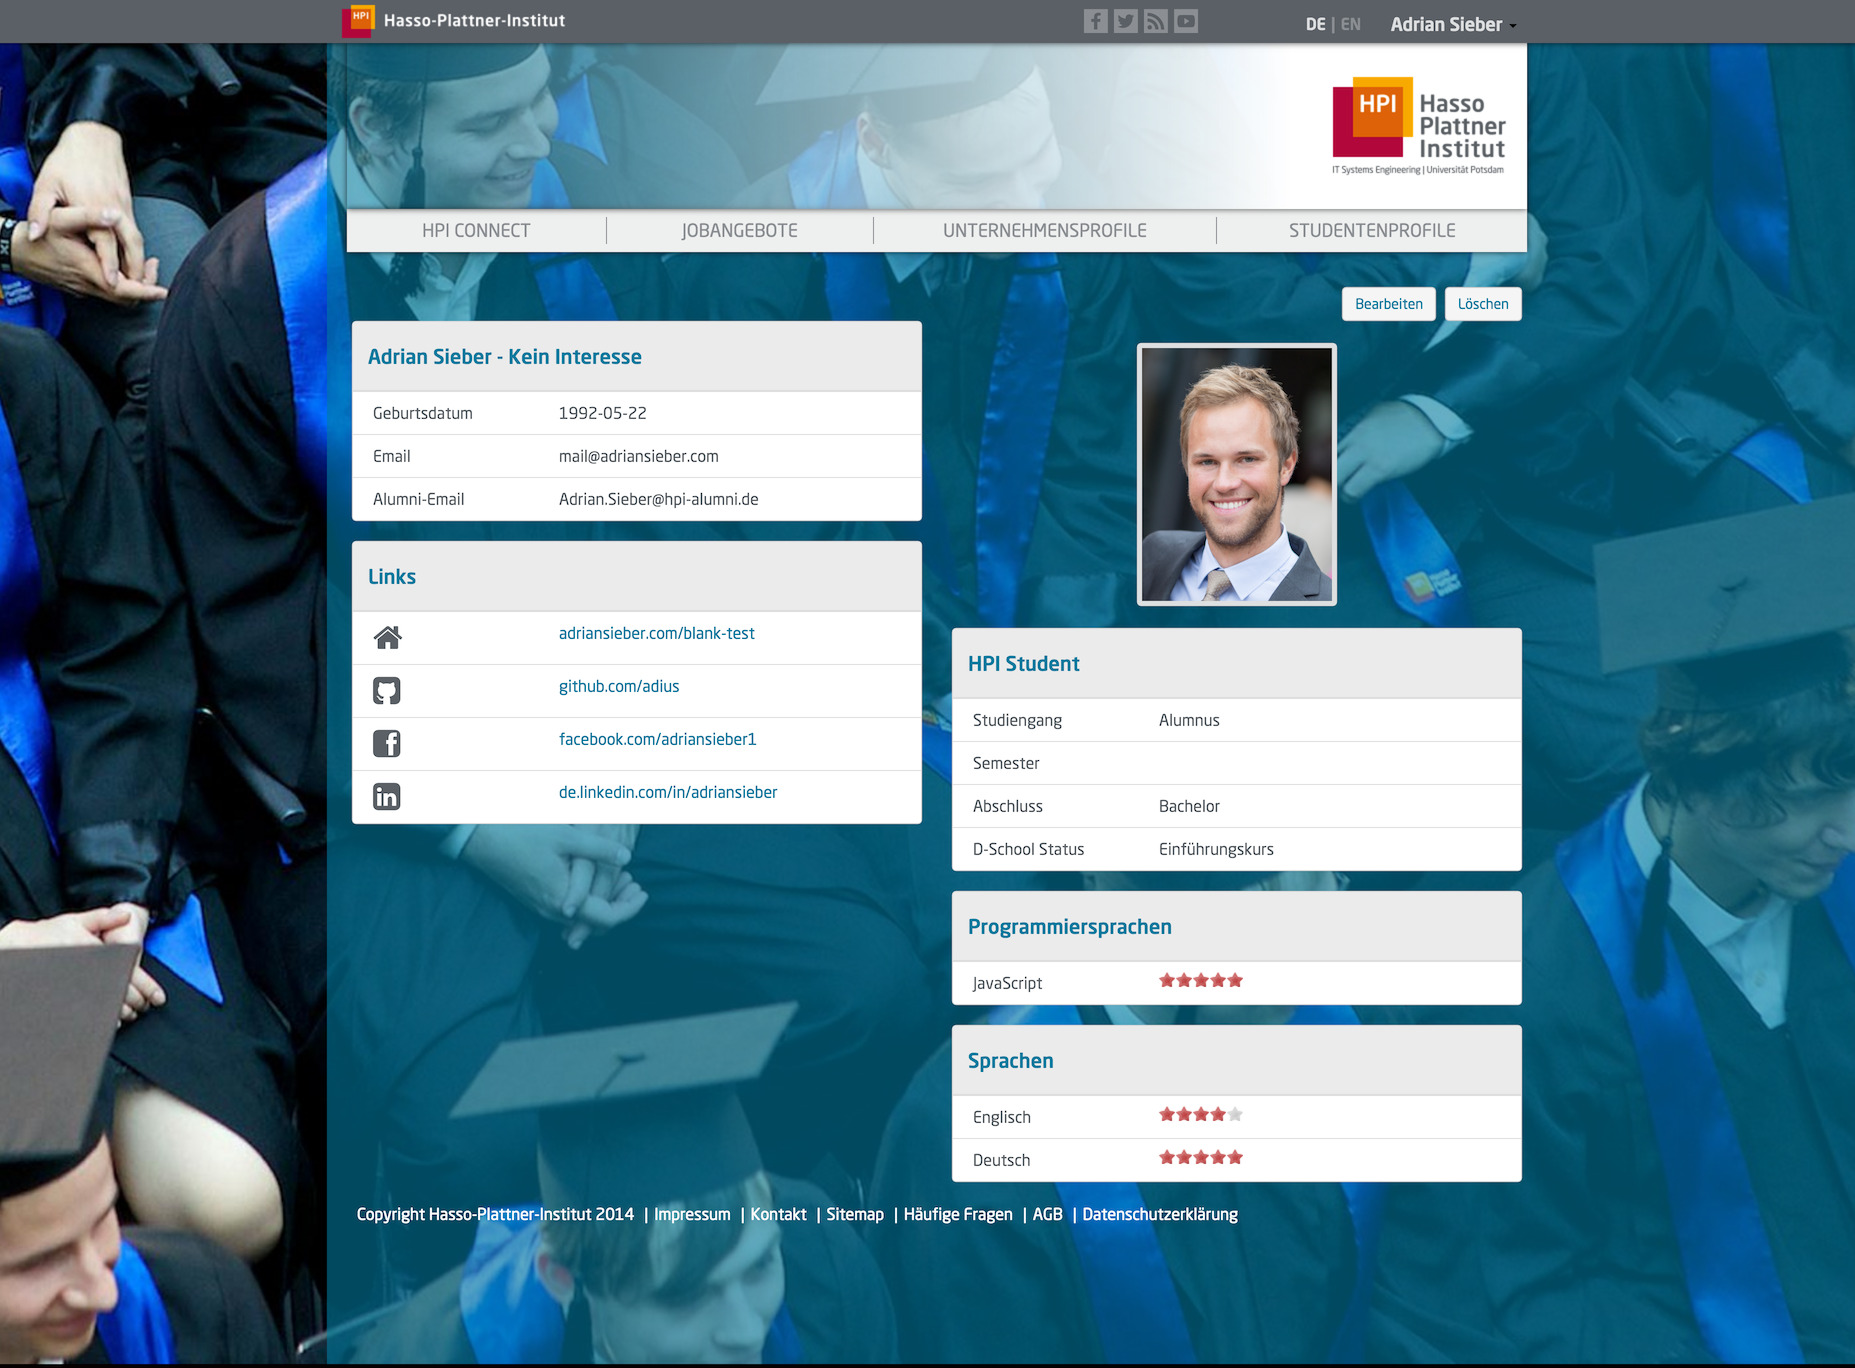 HPI Hasso-Plattner-Institut
DE | EN
Adrian Sieber
HPI Hasso
Plattner
Institut
IT Systems Engineering | Universität Potsdam
HPI CONNECT
JOBANGEBOTE
UNTERNEHMENSPROFILE
STUDENTENPROFILE
Bearbeiten
Löschen
Adrian Sieber - Kein Interesse
Geburtsdatum 1992-05-22
Email mail@adriansieber.com
Alumni-Email Adrian.Sieber@hpi-alumni.de
Links
adriansieber.com/blank-test
github.com/adius
facebook.com/adriansieber1
de.linkedin.com/in/adriansieber
HPI Student
Studiengang Alumnus
Semester
Abschluss Bachelor
D-School Status Einführungskurs
Programmiersprachen
JavaScript
Sprachen
Englisch
Deutsch
Copyright Hasso-Plattner-Institut 2014 | Impressum | Kontakt | Sitemap | Häufige Fragen | AGB | Datenschutzerklärung